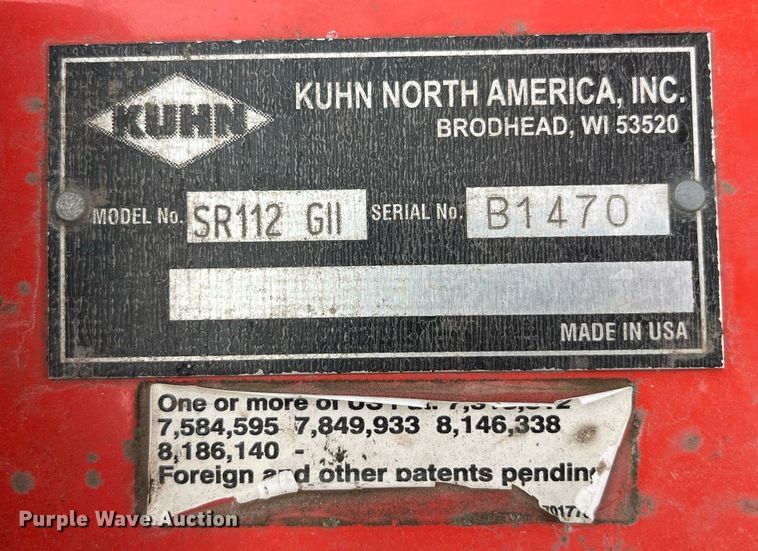 KUHN
KUHN NORTH AMERICA, INC.
BRODHEAD, WI 53520
MODEL No. SR112 GII SERIAL No. B1470
MADE IN USA
One or more of US Pat.
7,584,595 7,849,933 8,146,338
8,186,140 -
Foreign and other patents pending
Purple Wave Auction